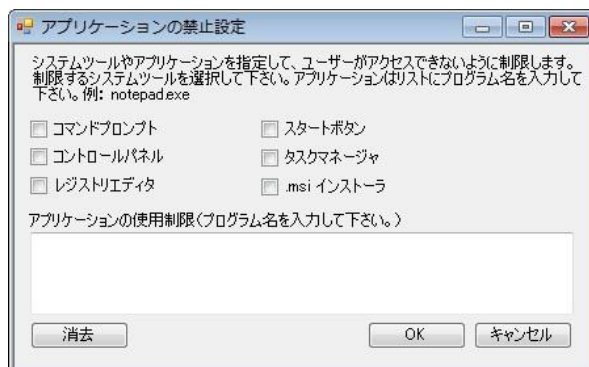 アプリケーションの禁止設定
システムツールやアプリケーションを指定して、ユーザーがアクセスできないように制限します。
制限するシステムツールを選択して下さい。アプリケーションはリストにプログラム名を入力して
下さい。例: notepad.exe
コマンドプロンプト
スタートボタン
コントロールパネル
タスクマネージャ
レジストリエディタ
.msi インストーラ
アプリケーションの使用制限(プログラム名を入力して下さい。)
消去
OK
キャンセル